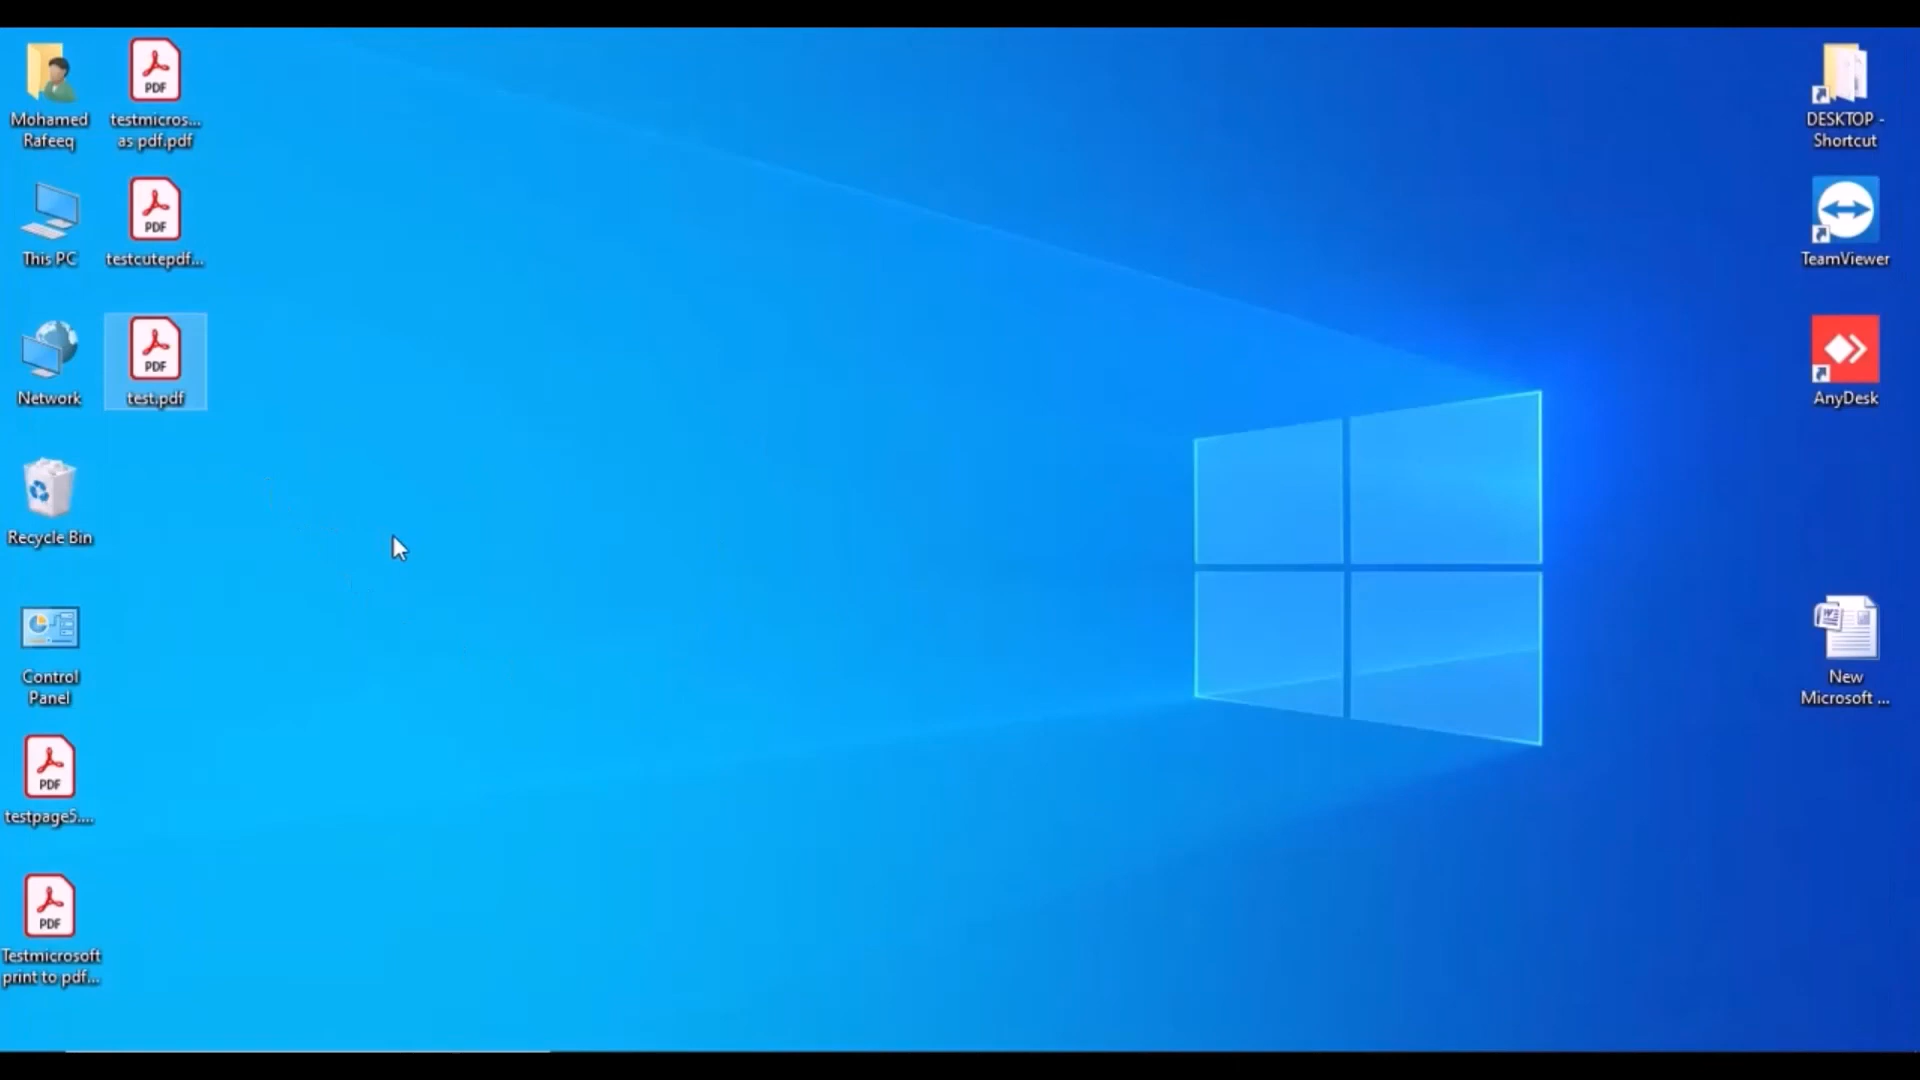 Mohamed
Rafeeq
PDF
testmicros...
as pdf.pdf
DESKTOP -
Shortcut
This PC
PDF
testcutepdf...
TeamViewer
Network
PDF
test.pdf
AnyDesk
Recycle Bin
Control
Panel
W
New
Microsoft ...
PDF
testpage5....
PDF
Testmicrosoft
print to pdf...